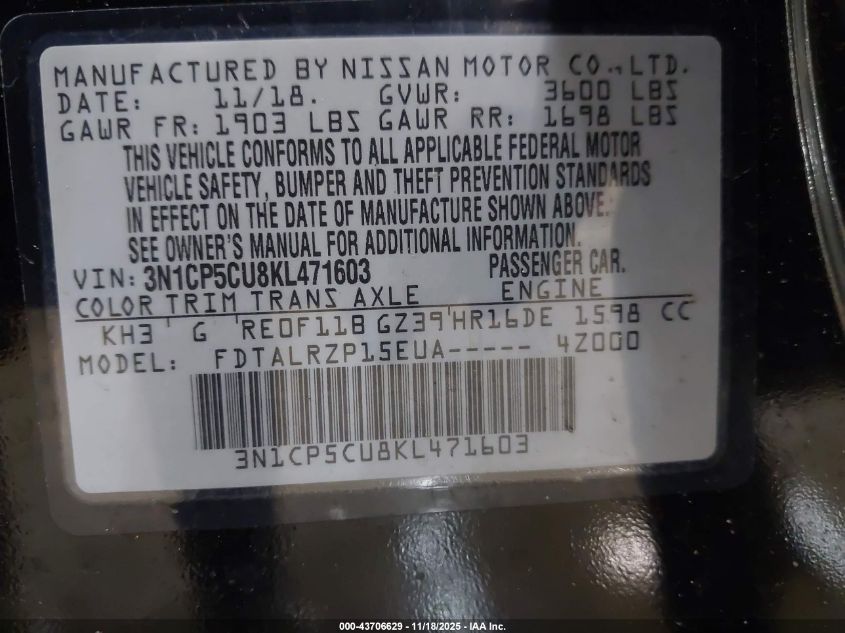 MANUFACTURED BY NISSAN MOTOR CO.,LTD.
DATE: 11/18. GVWR: 3600 LBS
GAWR FR: 1903 LBS GAWR RR: 1698 LBS
THIS VEHICLE CONFORMS TO ALL APPLICABLE FEDERAL MOTOR
VEHICLE SAFETY, BUMPER AND THEFT PREVENTION STANDARDS
IN EFFECT ON THE DATE OF MANUFACTURE SHOWN ABOVE.
SEE OWNER'S MANUAL FOR ADDITIONAL INFORMATION.
VIN: 3N1CP5CU8KL471603 PASSENGER CAR.
COLOR TRIM TRANS AXLE ENGINE
KH3 G RE0F11B GZ39 HR16DE 1598 CC
MODEL: FDTALRZP15EUA----- 4Z000
3N1CP5CU8KL471603
000-43706629 - 11/18/2025 - IAA Inc.